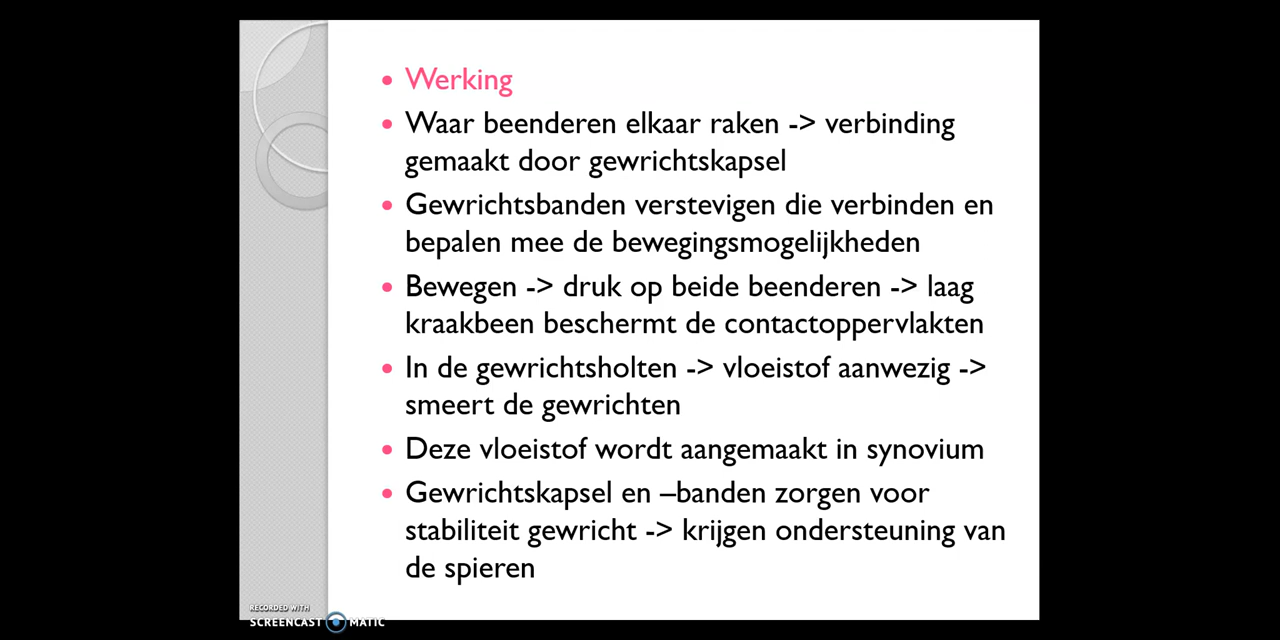 • Werking
• Waar beenderen elkaar raken -> verbinding
gemaakt door gewrichtskapsel
• Gewrichtsbanden verstevigen die verbinden en
bepalen mee de bewegingsmogelijkheden
• Bewegen -> druk op beide beenderen -> laag
kraakbeen beschermt de contactoppervlakten
• In de gewrichtsholten -> vloeistof aanwezig ->
smeert de gewrichten
• Deze vloeistof wordt aangemaakt in synovium
• Gewrichtskapsel en –banden zorgen voor
stabiliteit gewricht -> krijgen ondersteuning van
de spieren
RECORDED WITH
SCREENCAST MATIC